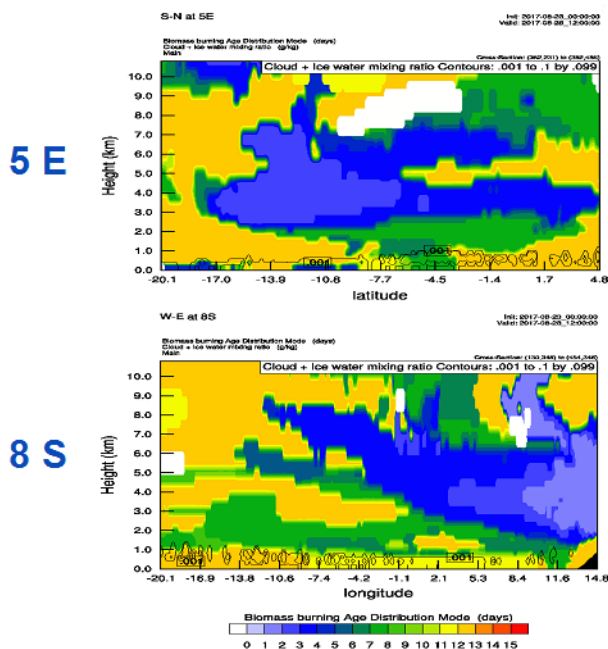 S-N at 5E
Init: 2017-08-23_00:00:00
Valid: 2017-08-28_12:00:00
Biomass burning Age Distribution Mode (days)
Cloud + Ice water mixing ratio (g/kg)
Main
Cloud + Ice water mixing ratio Contours: .001 to .1 by .099
5 E
Height (km)
10.0
9.0
8.0
7.0
6.0
5.0
4.0
3.0
2.0
1.0
0.0
.001
.001
-20.1 -17.0 -13.9 -10.8 -7.7 -4.5 -1.4 1.7 4.8
latitude
W-E at 8S
Init: 2017-08-23_00:00:00
Valid: 2017-08-28_12:00:00
Biomass burning Age Distribution Mode (days)
Cloud + Ice water mixing ratio (g/kg)
Main
Cloud + Ice water mixing ratio Contours: .001 to .1 by .099
8 S
Height (km)
10.0
9.0
8.0
7.0
6.0
5.0
4.0
3.0
2.0
1.0
0.0
.001
.001
-20.1 -16.9 -13.8 -10.6 -7.4 -4.2 -1.1 2.1 5.3 8.4 11.6 14.8
longitude
Biomass burning Age Distribution Mode (days)
0 1 2 3 4 5 6 7 8 9 10 11 12 13 14 15